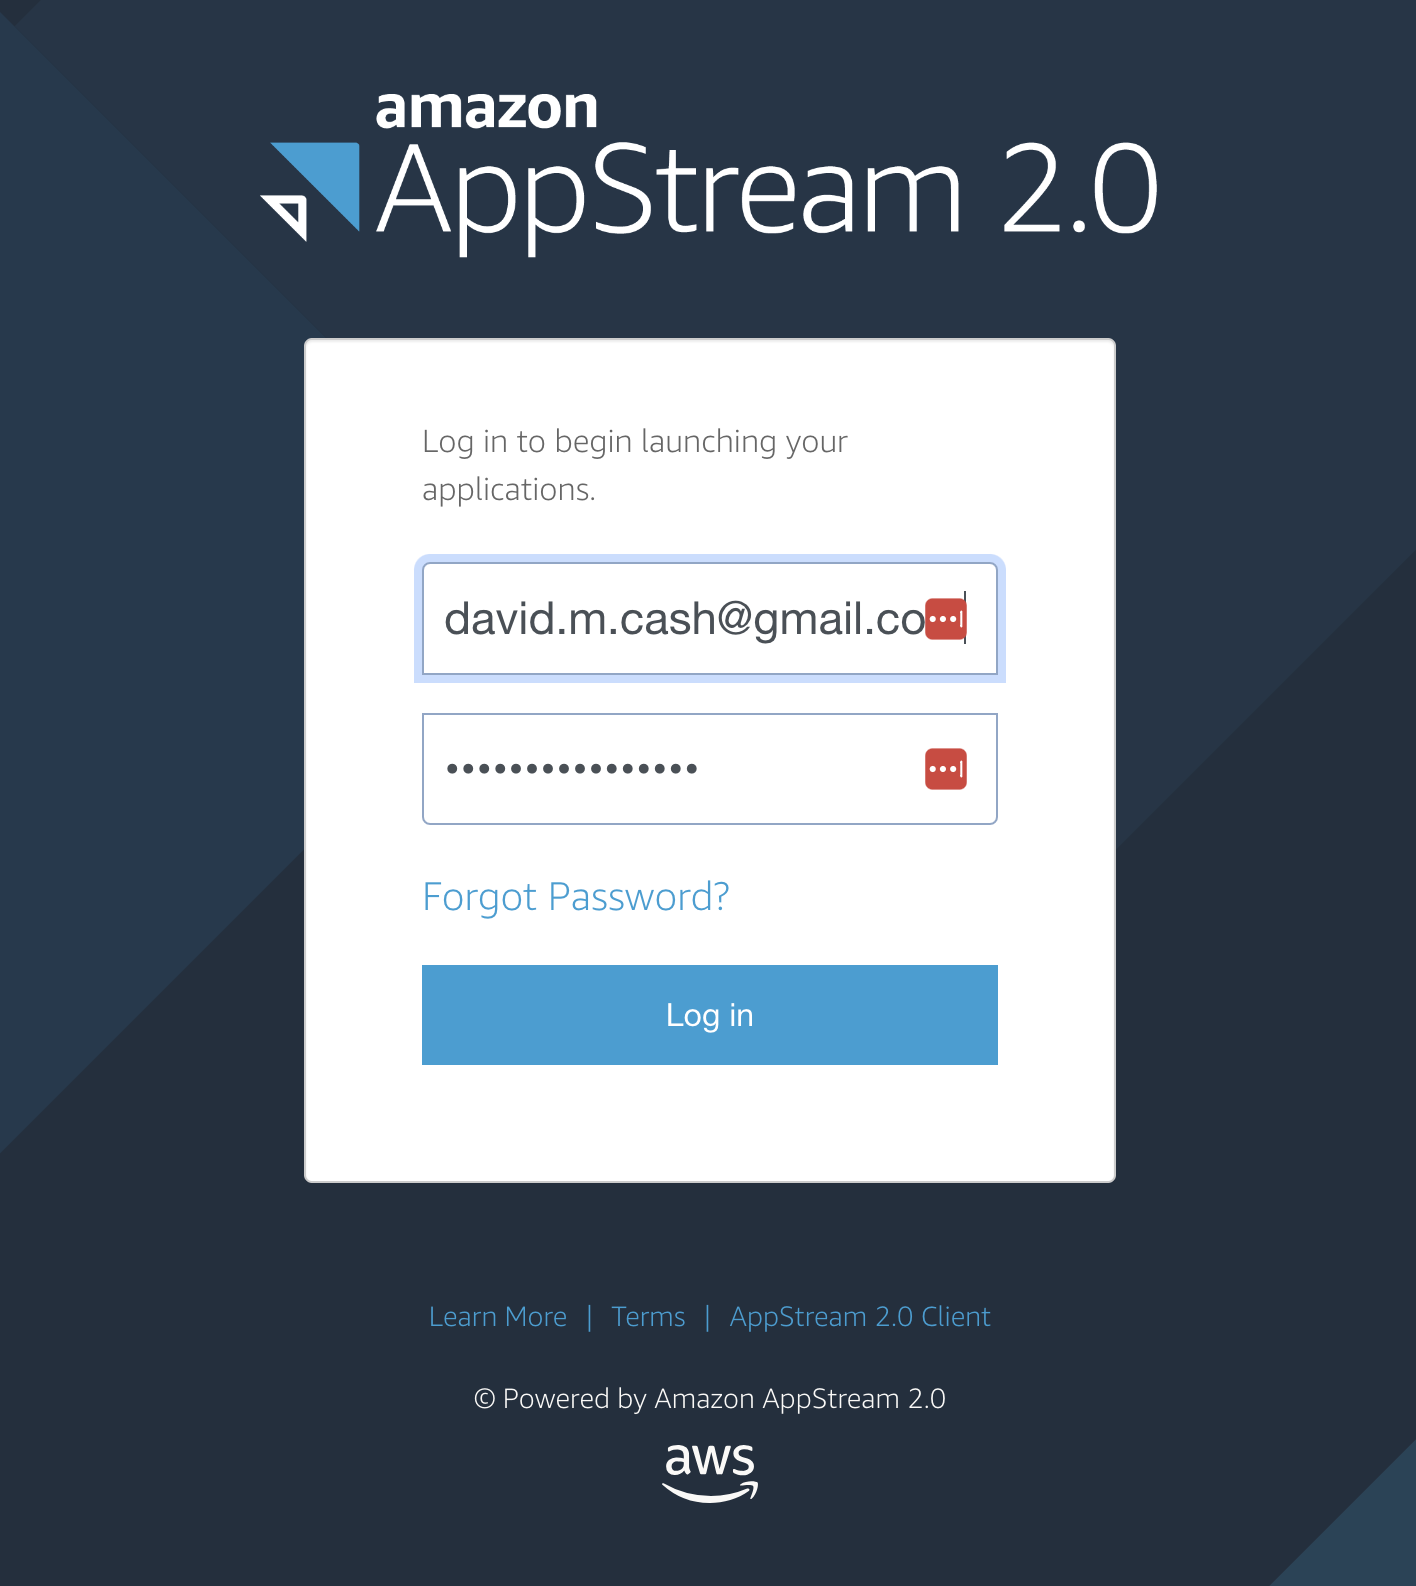 amazon
AppStream 2.0
Log in to begin launching your
applications.
david.m.cash@gmail.co
••••••••••••••••
Forgot Password?
Log in
Learn More | Terms | AppStream 2.0 Client
© Powered by Amazon AppStream 2.0
aws